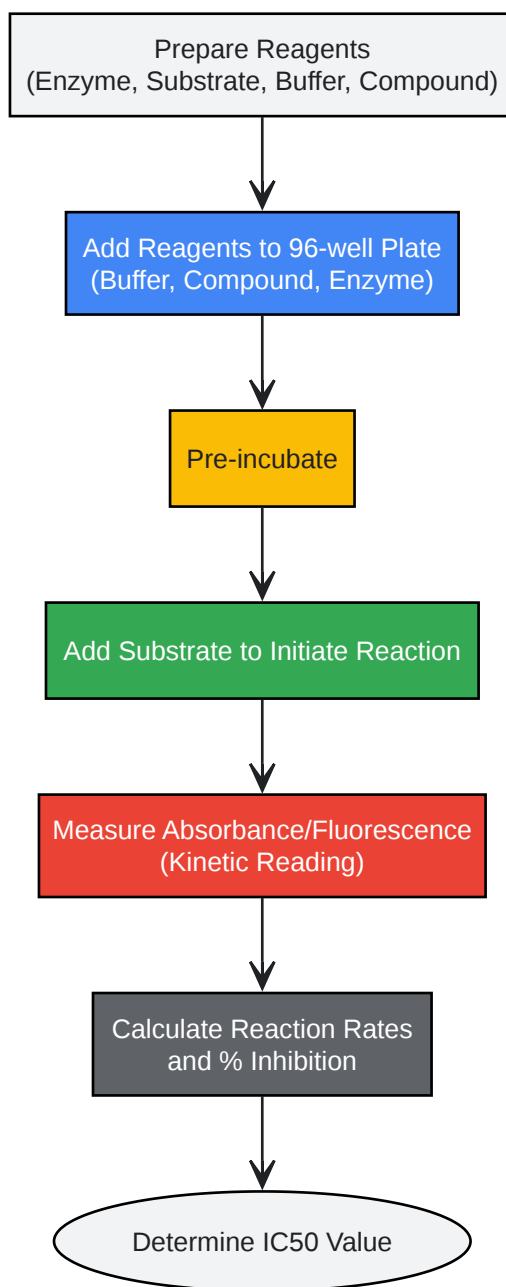 Prepare Reagents
(Enzyme, Substrate, Buffer, Compound)
Add Reagents to 96-well Plate
(Buffer, Compound, Enzyme)
Pre-incubate
Add Substrate to Initiate Reaction
Measure Absorbance/Fluorescence
(Kinetic Reading)
Calculate Reaction Rates
and % Inhibition
Determine IC50 Value